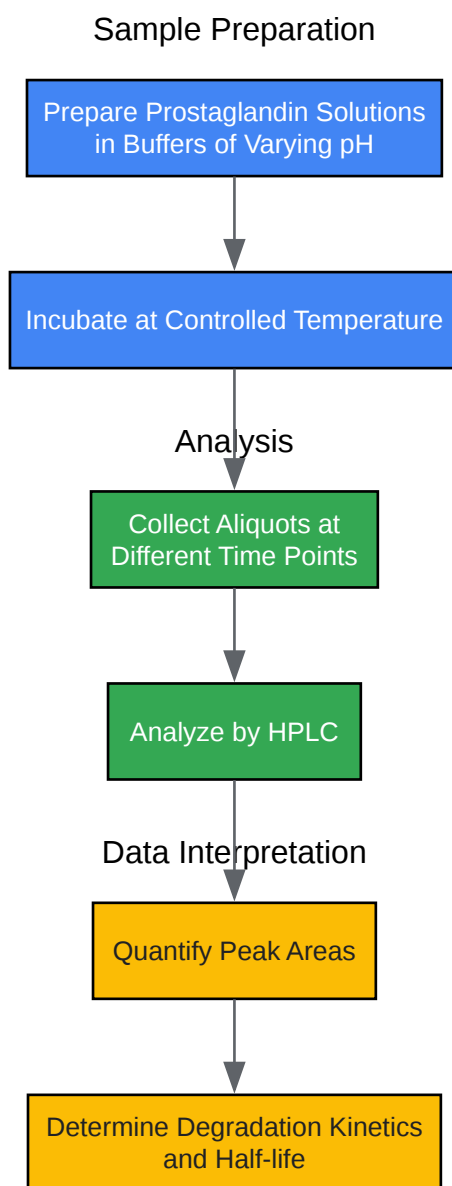 Sample Preparation
Prepare Prostaglandin Solutions
in Buffers of Varying pH
Incubate at Controlled Temperature
Analysis
Collect Aliquots at
Different Time Points
Analyze by HPLC
Data Interpretation
Quantify Peak Areas
Determine Degradation Kinetics
and Half-life